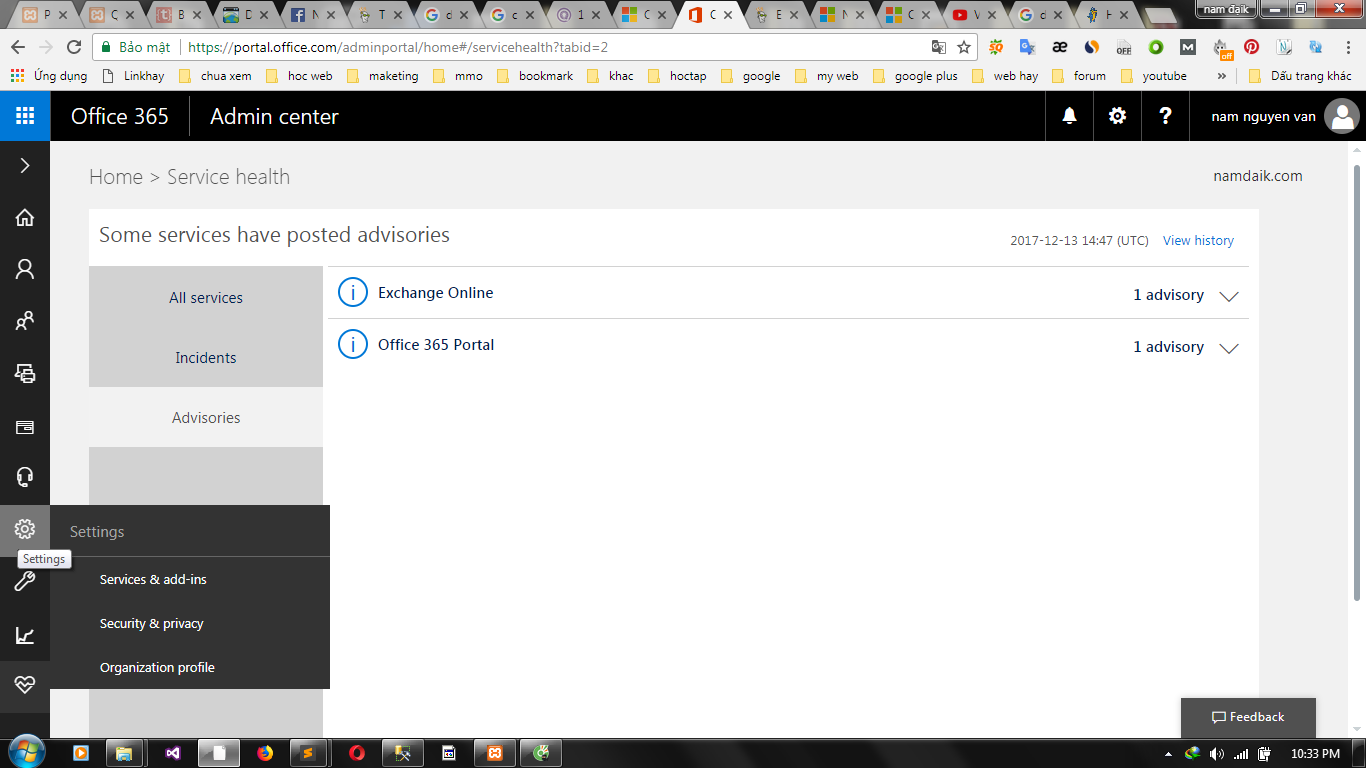 P
Q
B
D
N
T
d
c
1
C
C
E
N
C
V
d
H
nam đaik
Bảo mật
https://portal.office.com/adminportal/home#/servicehealth?tabid=2
OFF
off
Ứng dụng
Linkhay
chua xem
hoc web
maketing
mmo
bookmark
khac
hoctap
google
my web
google plus
web hay
forum
youtube
»
Dấu trang khác
Office 365
Admin center
?
nam nguyen van
Home > Service health
namdaik.com
Some services have posted advisories
2017-12-13 14:47 (UTC)
View history
All services
Exchange Online
1 advisory
Office 365 Portal
1 advisory
Incidents
Advisories
Settings
Settings
Services & add-ins
Security & privacy
Organization profile
Feedback
10:33 PM